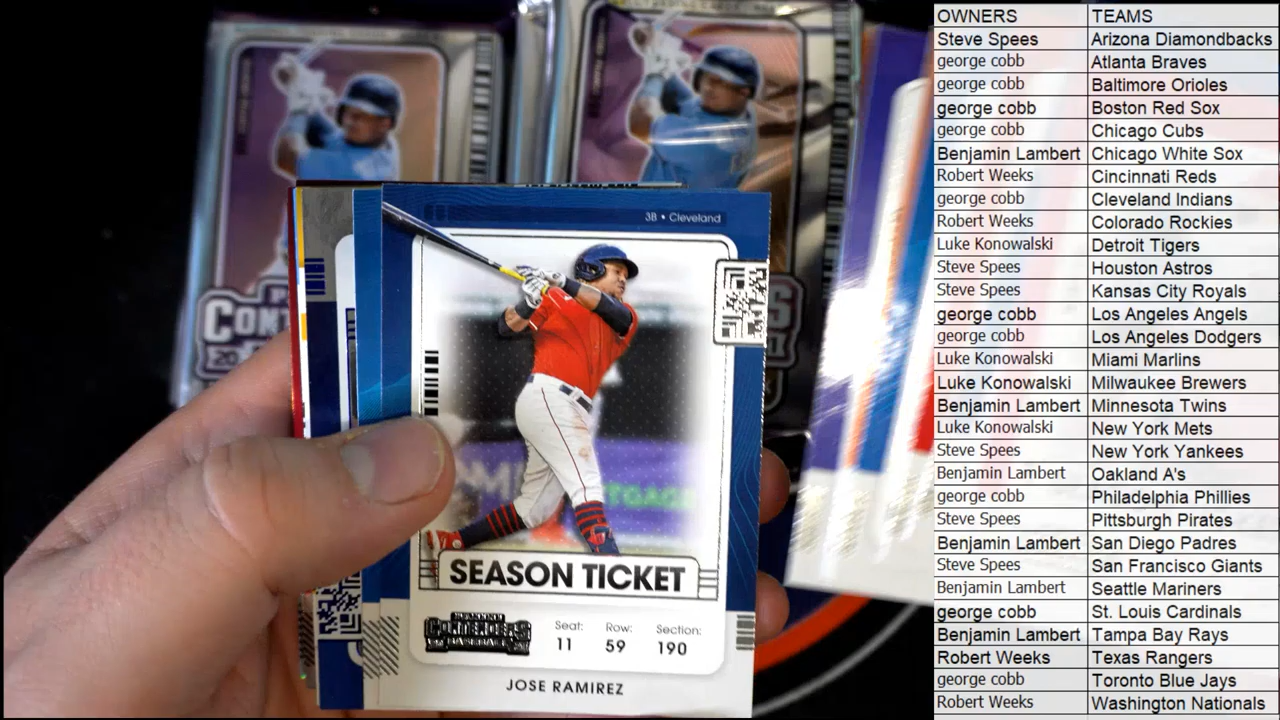 OWNERS TEAMS
Steve Spees Arizona Diamondbacks
george cobb Atlanta Braves
george cobb Baltimore Orioles
george cobb Boston Red Sox
george cobb Chicago Cubs
Benjamin Lambert Chicago White Sox
Robert Weeks Cincinnati Reds
george cobb Cleveland Indians
Robert Weeks Colorado Rockies
Luke Konowalski Detroit Tigers
Steve Spees Houston Astros
Steve Spees Kansas City Royals
george cobb Los Angeles Angels
george cobb Los Angeles Dodgers
Luke Konowalski Miami Marlins
Luke Konowalski Milwaukee Brewers
Benjamin Lambert Minnesota Twins
Luke Konowalski New York Mets
Steve Spees New York Yankees
Benjamin Lambert Oakland A's
george cobb Philadelphia Phillies
Steve Spees Pittsburgh Pirates
Benjamin Lambert San Diego Padres
Steve Spees San Francisco Giants
Benjamin Lambert Seattle Mariners
george cobb St. Louis Cardinals
Benjamin Lambert Tampa Bay Rays
Robert Weeks Texas Rangers
george cobb Toronto Blue Jays
Robert Weeks Washington Nationals
3B • Cleveland
SEASON TICKET
CONTENDERS
Seat: Row: Section:
11 59 190
JOSE RAMIREZ